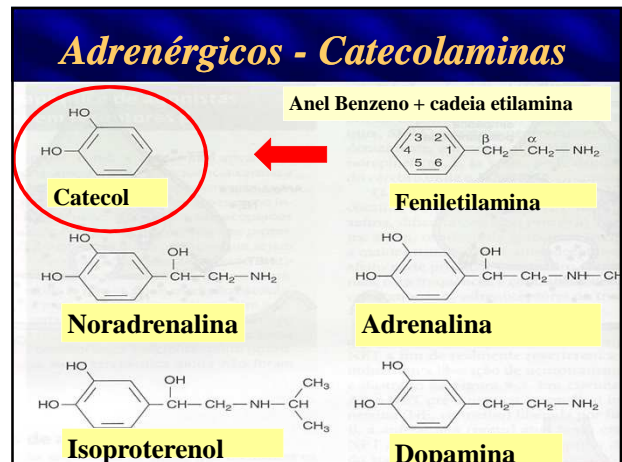 Adrenérgicos - Catecolaminas
Anel Benzeno + cadeia etilamina
HO
HO
Catecol
3 2 β α
4 1 CH₂ CH₂ NH₂
5 6
Feniletilamina
HO
HO
OH
CH CH₂ NH₂
Noradrenalina
HO
HO
OH
CH CH₂ NH CH
Adrenalina
HO
HO
OH
CH CH₂ NH CH
CH₃
CH₃
Isoproterenol
HO
HO
CH₂ CH₂ NH₂
Dopamina